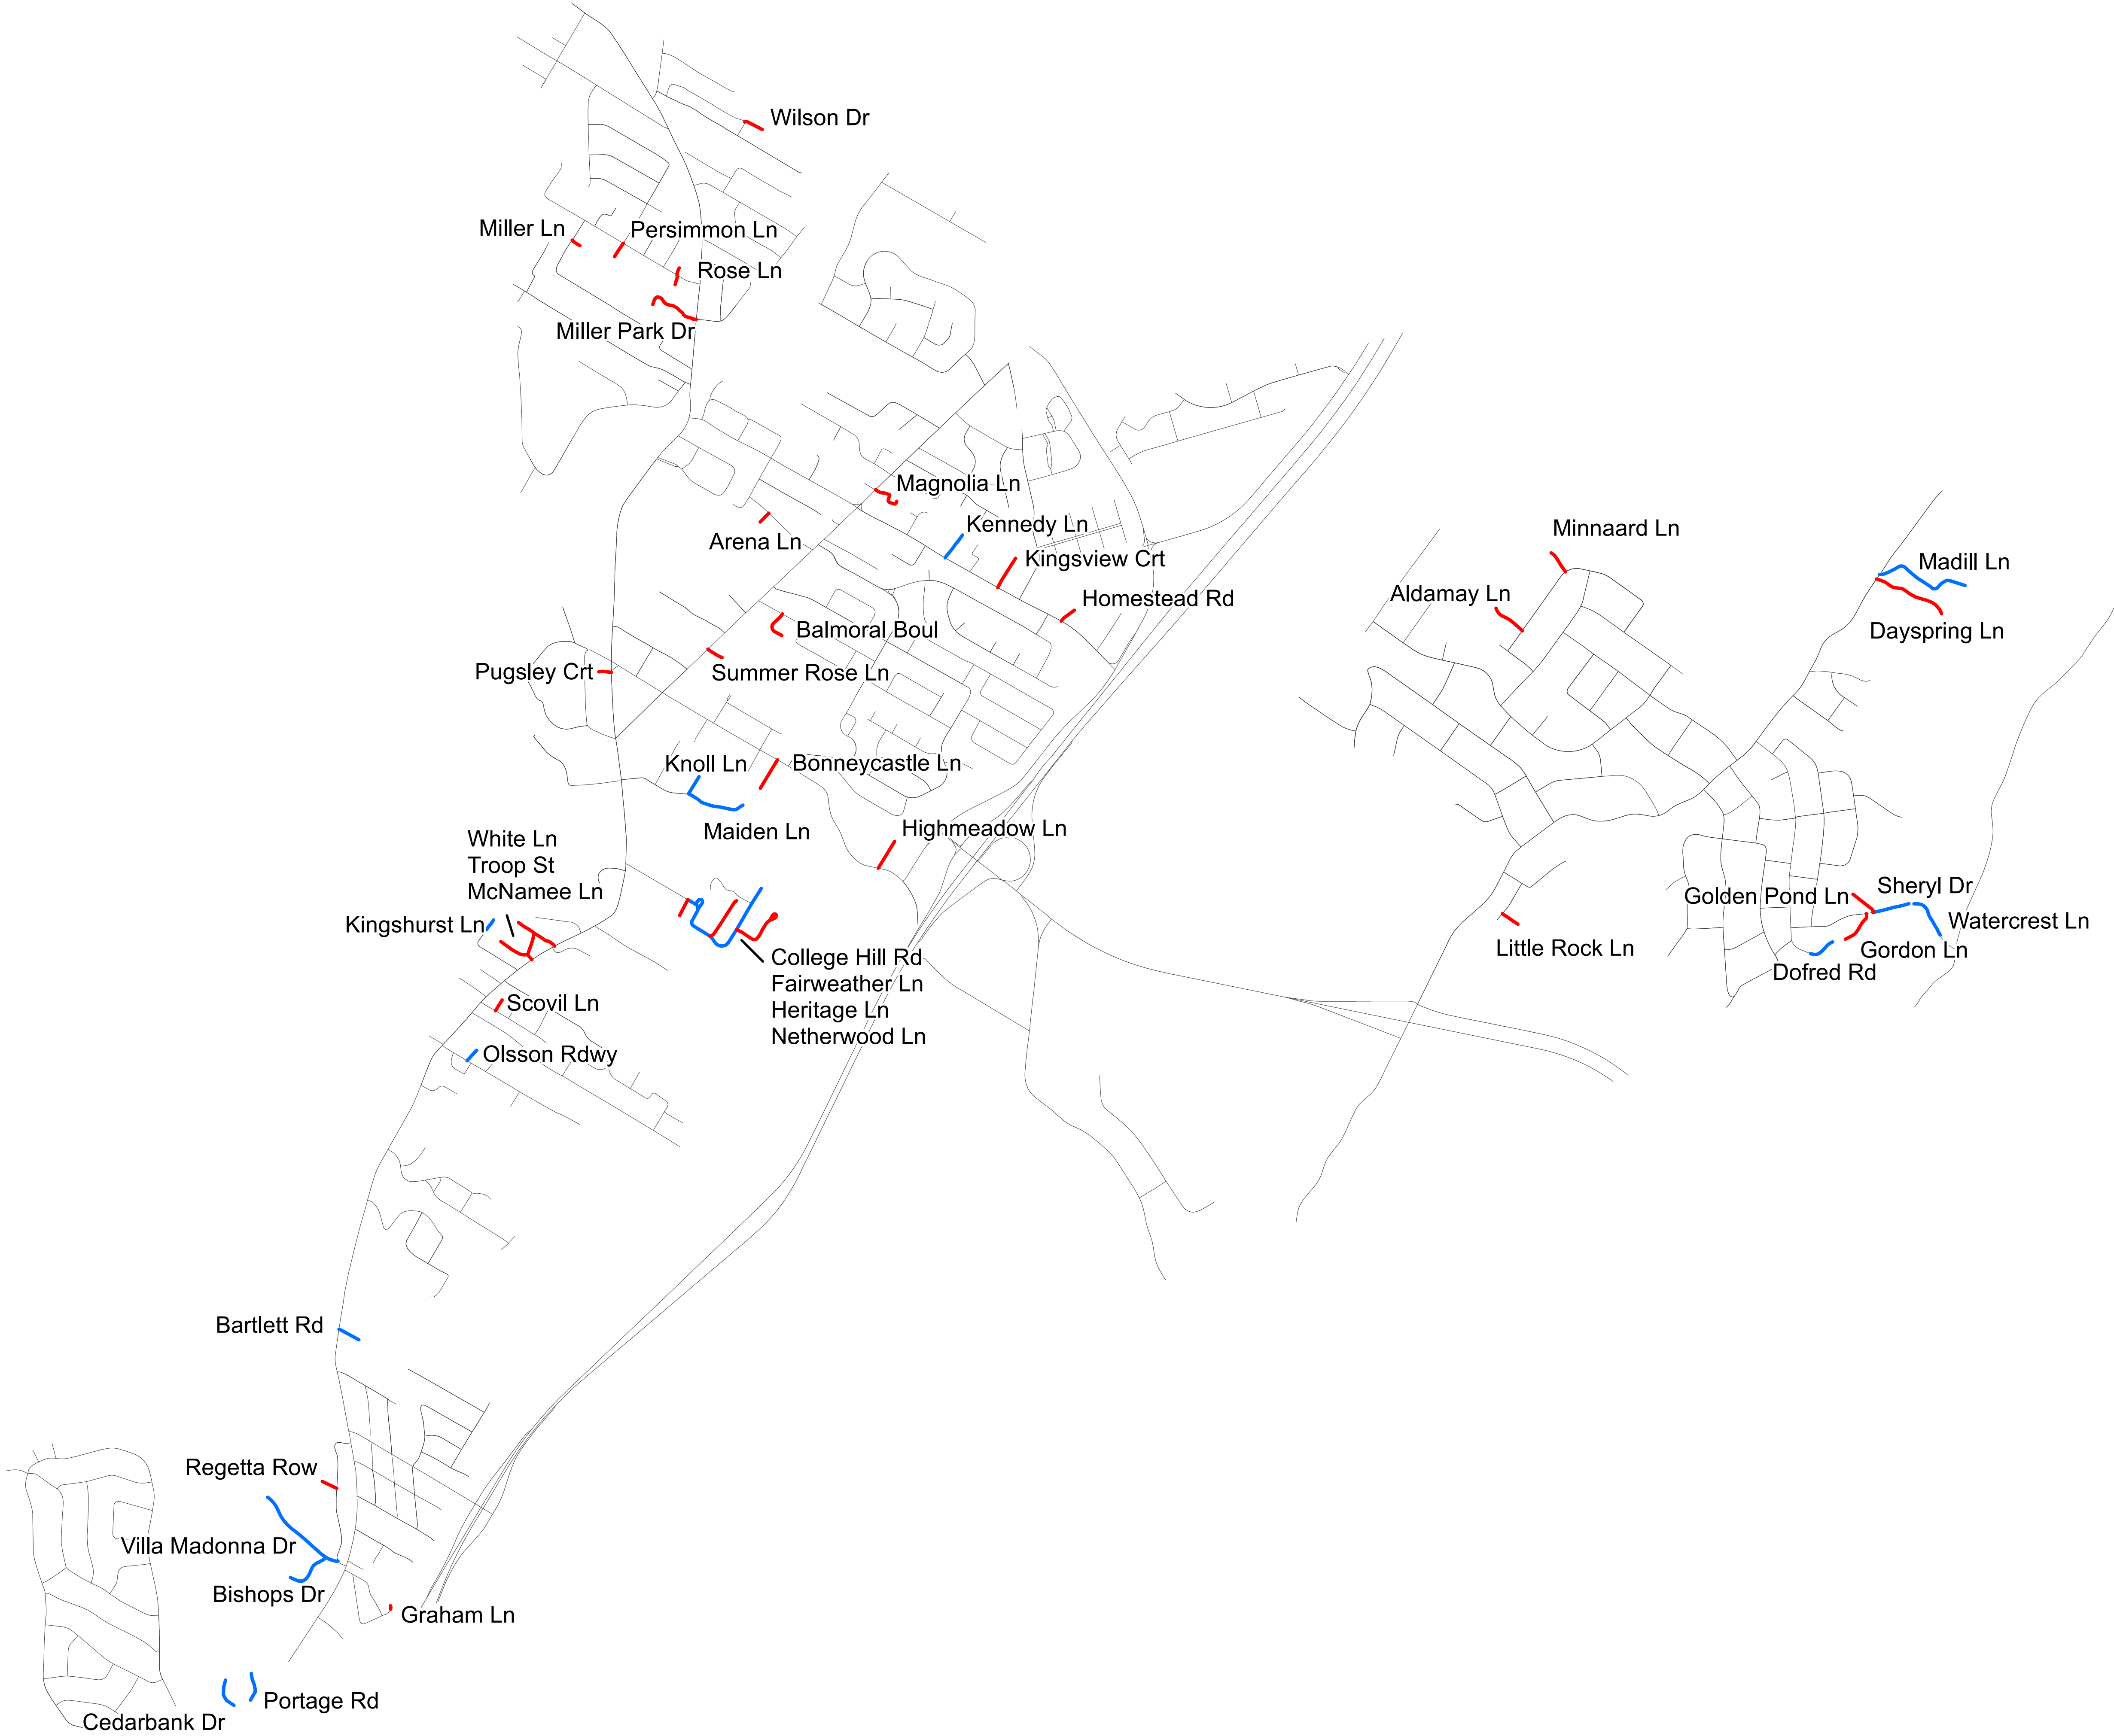 Wilson Dr
Miller Ln
Persimmon Ln
Rose Ln
Miller Park Dr
Magnolia Ln
Kennedy Ln
Arena Ln
Kingsview Crt
Homestead Rd
Balmoral Boul
Pugsley Crt
Summer Rose Ln
Knoll Ln
Bonneycastle Ln
Maiden Ln
Highmeadow Ln
White Ln
Troop St
McNamee Ln
Kingshurst Ln
College Hill Rd
Fairweather Ln
Heritage Ln
Netherwood Ln
Scovil Ln
Olsson Rdwy
Minnaard Ln
Madill Ln
Aldamay Ln
Dayspring Ln
Golden Pond Ln
Sheryl Dr
Watercrest Ln
Little Rock Ln
Gordon Ln
Dofred Rd
Bartlett Rd
Regetta Row
Villa Madonna Dr
Bishops Dr
Graham Ln
Portage Rd
Cedarbank Dr